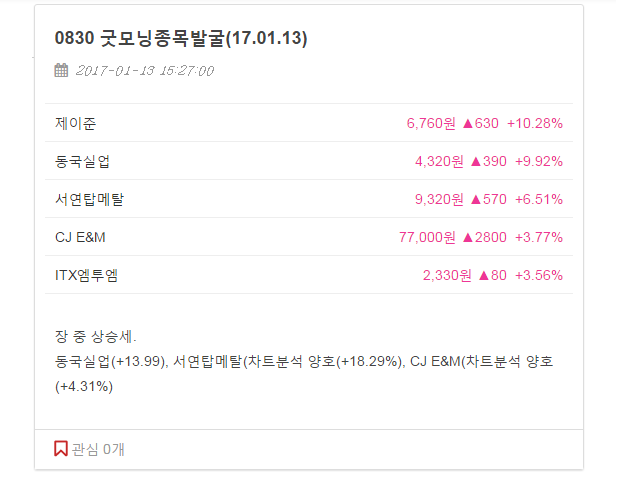 0830 굿모닝종목발굴(17.01.13)
2017-01-13 15:27:00
제이준 6,760원 ▲630 +10.28%
동국실업 4,320원 ▲390 +9.92%
서연탑메탈 9,320원 ▲570 +6.51%
CJ E&M 77,000원 ▲2800 +3.77%
ITX엠투엠 2,330원 ▲80 +3.56%
장 중 상승세.
동국실업(+13.99), 서연탑메탈(차트분석 양호(+18.29%), CJ E&M(차트분석 양호
(+4.31%)
관심 0개